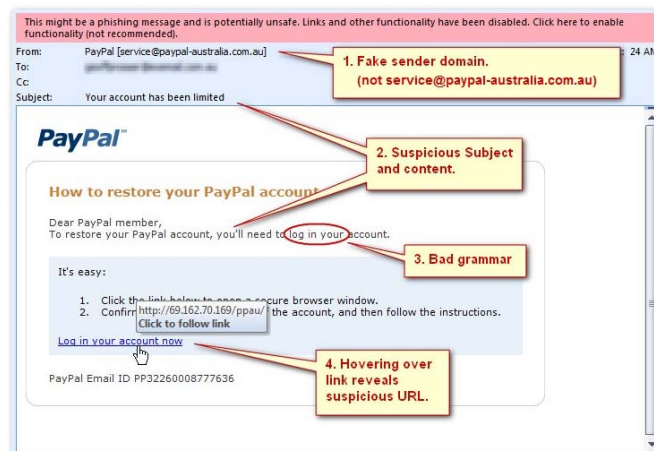 This might be a phishing message and is potentially unsafe. Links and other functionality have been disabled. Click here to enable
functionality (not recommended).
From: PayPal [service@paypal-australia.com.au]
24 AM
To:
Cc:
Subject: Your account has been limited
1. Fake sender domain.
(not service@paypal-australia.com.au)
PayPal
2. Suspicious Subject
and content.
How to restore your PayPal account
Dear PayPal member,
To restore your PayPal account, you'll need to log in your account.
3. Bad grammar
It's easy:
1. Click the link below to open a secure browser window.
2. Confirm the account, and then follow the instructions.
http://69.162.70.169/ppau/
Click to follow link
Log in your account now
4. Hovering over
link reveals
suspicious URL.
PayPal Email ID PP32260008777636